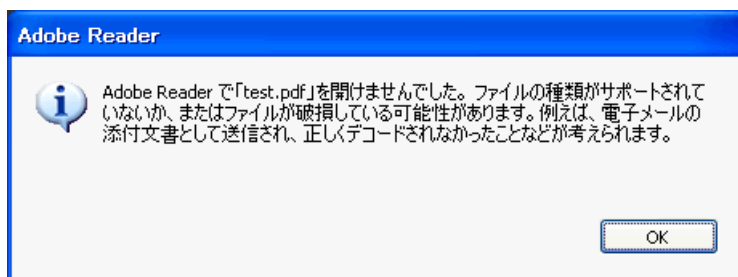 Adobe Reader
Adobe Reader で「test.pdf」を開けませんでした。ファイルの種類がサポートされて
いないか、またはファイルが破損している可能性があります。例えば、電子メールの
添付文書として送信され、正しくデコードされなかったことなどが考えられます。
OK